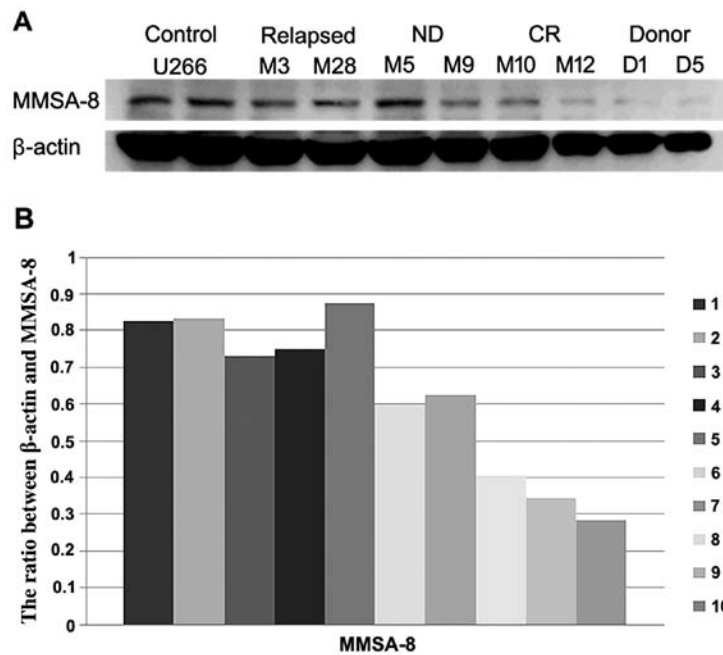 A
Control Relapsed ND CR Donor
U266 M3 M28 M5 M9 M10 M12 D1 D5
MMSA-8
β-actin
B
The ratio between β-actin and MMSA-8
1
0.9
0.8
0.7
0.6
0.5
0.4
0.3
0.2
0.1
0
MMSA-8
1
2
3
4
5
6
7
8
9
10